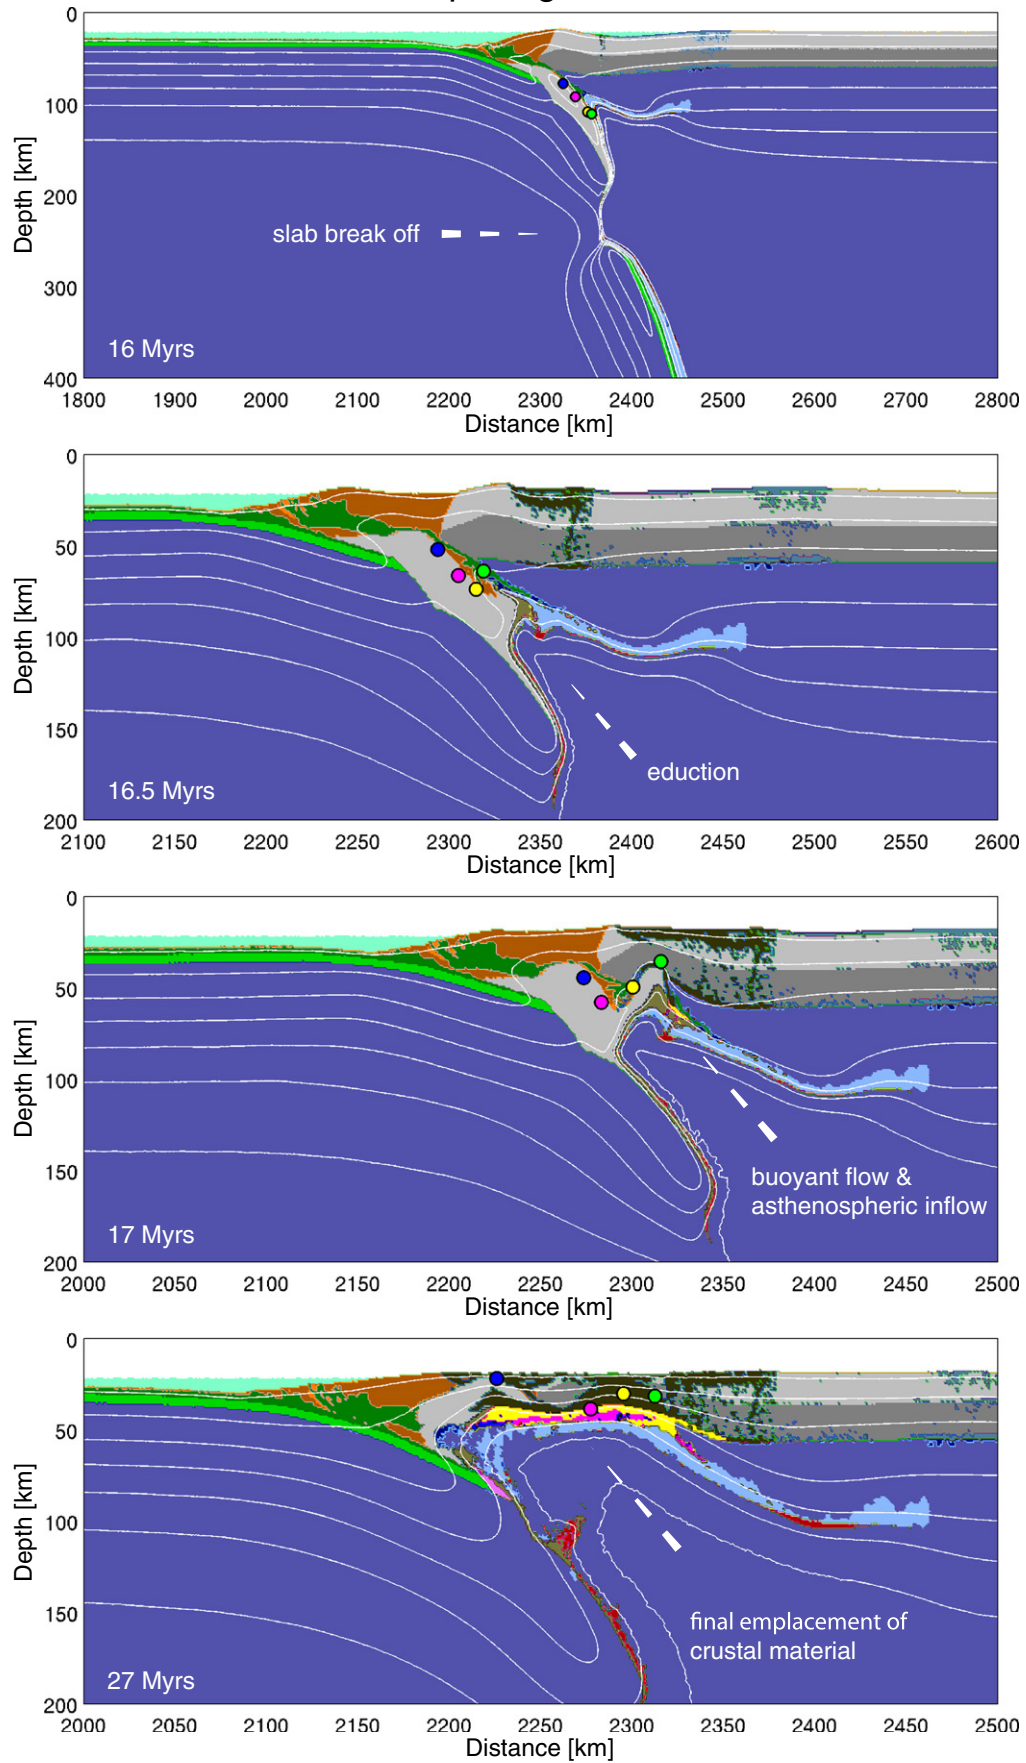 0
100
200
300
400
Depth [km]
slab break off
16 Myrs
1800 1900 2000 2100 2200 2300 2400 2500 2600 2700 2800
Distance [km]
0
50
100
150
200
Depth [km]
eduction
16.5 Myrs
2100 2150 2200 2250 2300 2350 2400 2450 2500 2550 2600
Distance [km]
0
50
100
150
200
Depth [km]
buoyant flow &
asthenospheric inflow
17 Myrs
2000 2050 2100 2150 2200 2250 2300 2350 2400 2450 2500
Distance [km]
0
50
100
150
200
Depth [km]
final emplacement of
crustal material
27 Myrs
2000 2050 2100 2150 2200 2250 2300 2350 2400 2450 2500
Distance [km]